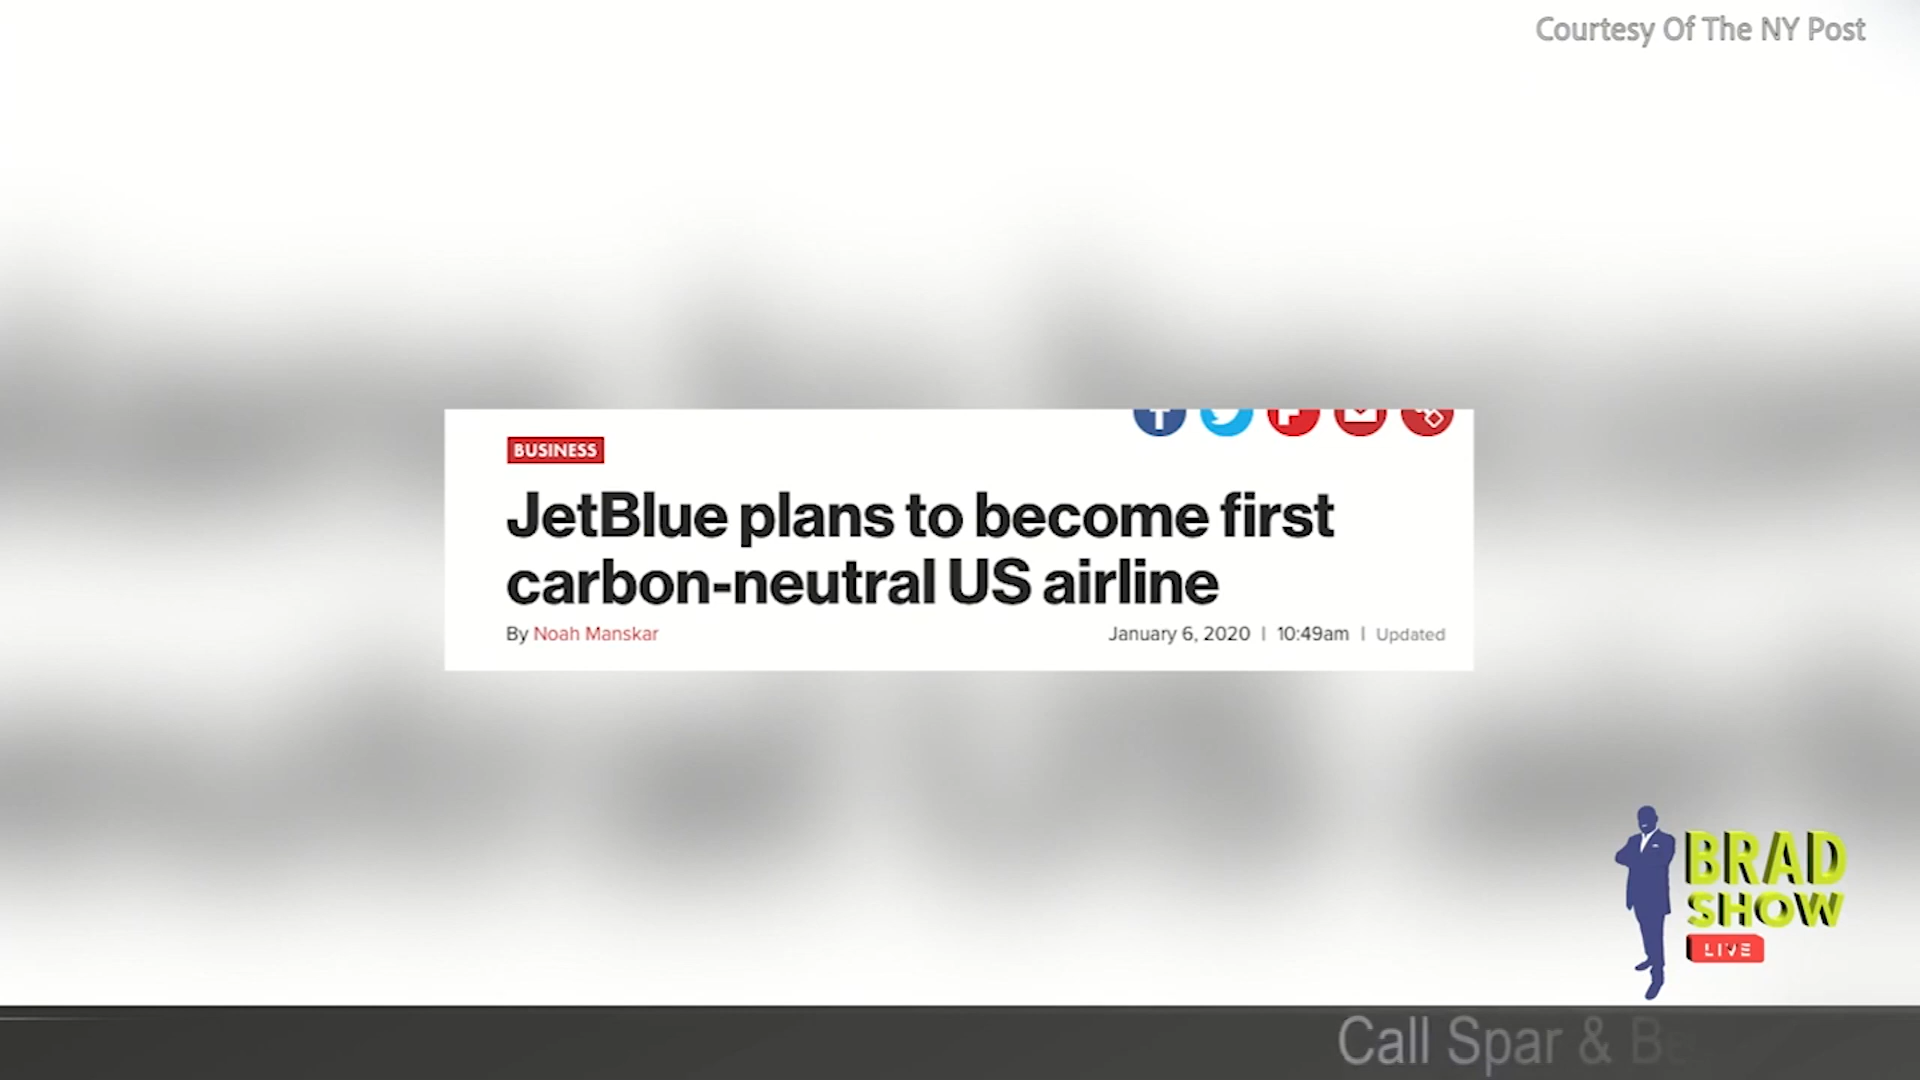 Courtesy Of The NY Post
BUSINESS
JetBlue plans to become first
carbon-neutral US airline
By Noah Manskar
January 6, 2020 | 10:49am | Updated
BRAD
SHOW
LIVE
Call Spar & Be